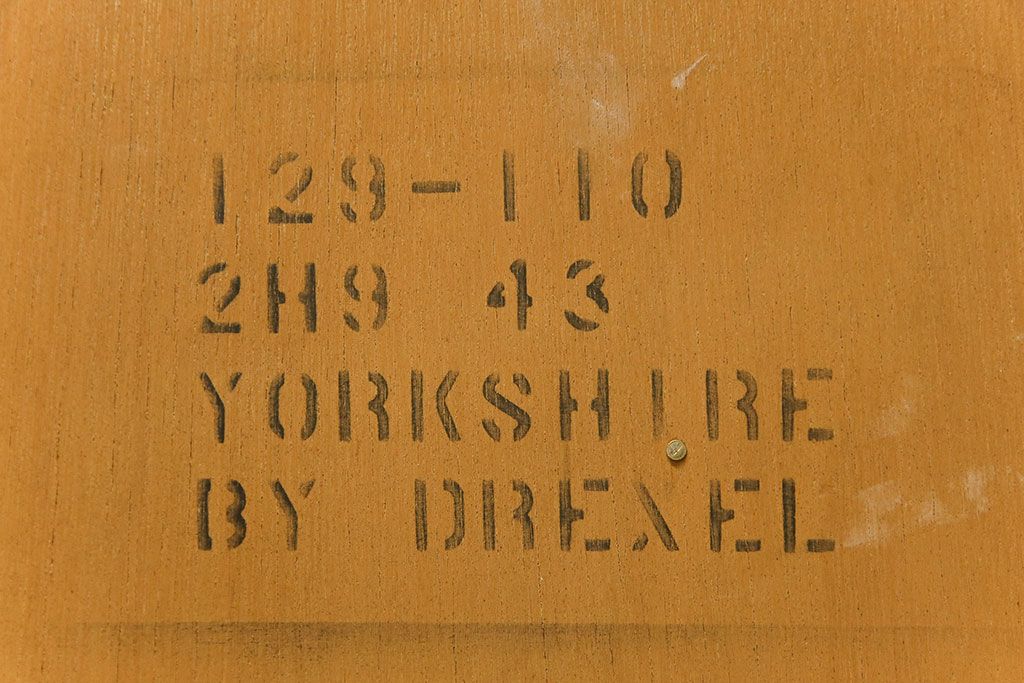 129-110
2H9 43
YORKSHIRE
BY DREXEL